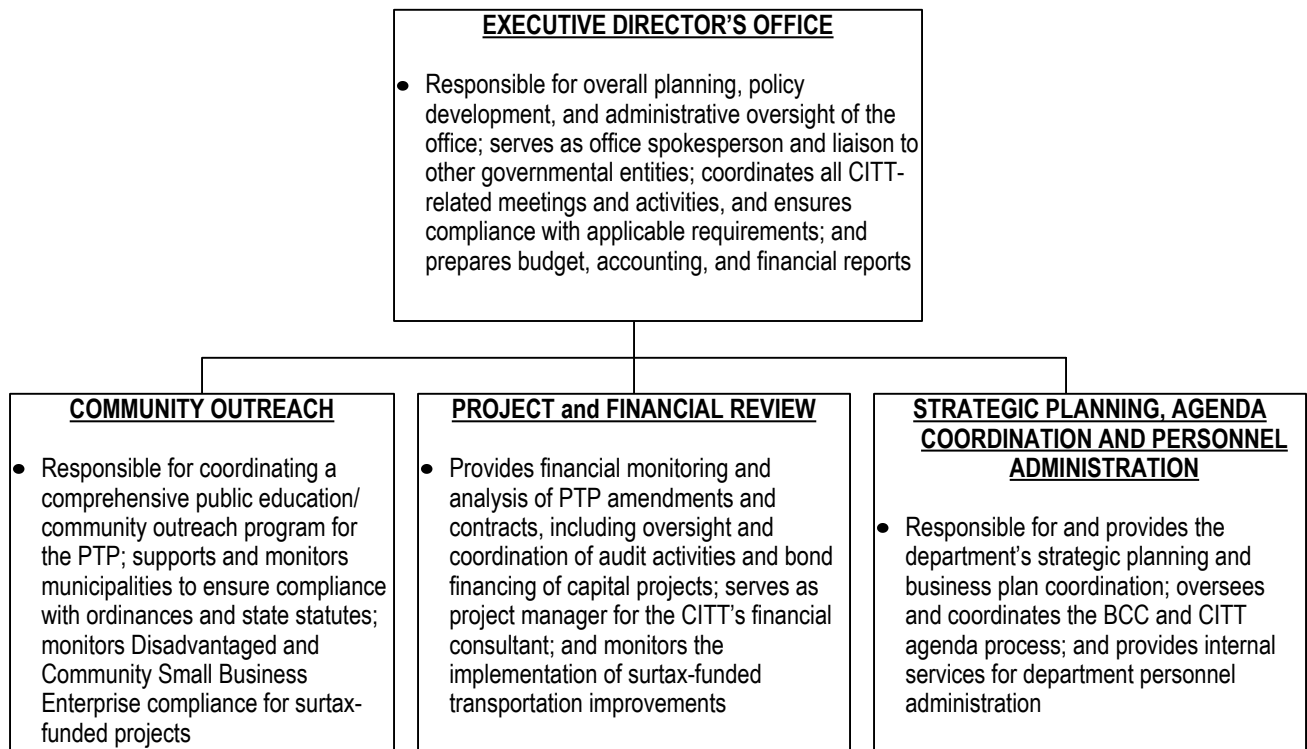 EXECUTIVE DIRECTOR'S OFFICE
• Responsible for overall planning, policy
development, and administrative oversight of the
office; serves as office spokesperson and liaison to
other governmental entities; coordinates all CITT-
related meetings and activities, and ensures
compliance with applicable requirements; and
prepares budget, accounting, and financial reports
COMMUNITY OUTREACH
• Responsible for coordinating a
comprehensive public education/
community outreach program for
the PTP; supports and monitors
municipalities to ensure compliance
with ordinances and state statutes;
monitors Disadvantaged and
Community Small Business
Enterprise compliance for surtax-
funded projects
PROJECT and FINANCIAL REVIEW
• Provides financial monitoring and
analysis of PTP amendments and
contracts, including oversight and
coordination of audit activities and bond
financing of capital projects; serves as
project manager for the CITT's financial
consultant; and monitors the
implementation of surtax-funded
transportation improvements
STRATEGIC PLANNING, AGENDA
COORDINATION AND PERSONNEL
ADMINISTRATION
• Responsible for and provides the
department's strategic planning and
business plan coordination; oversees
and coordinates the BCC and CITT
agenda process; and provides internal
services for department personnel
administration